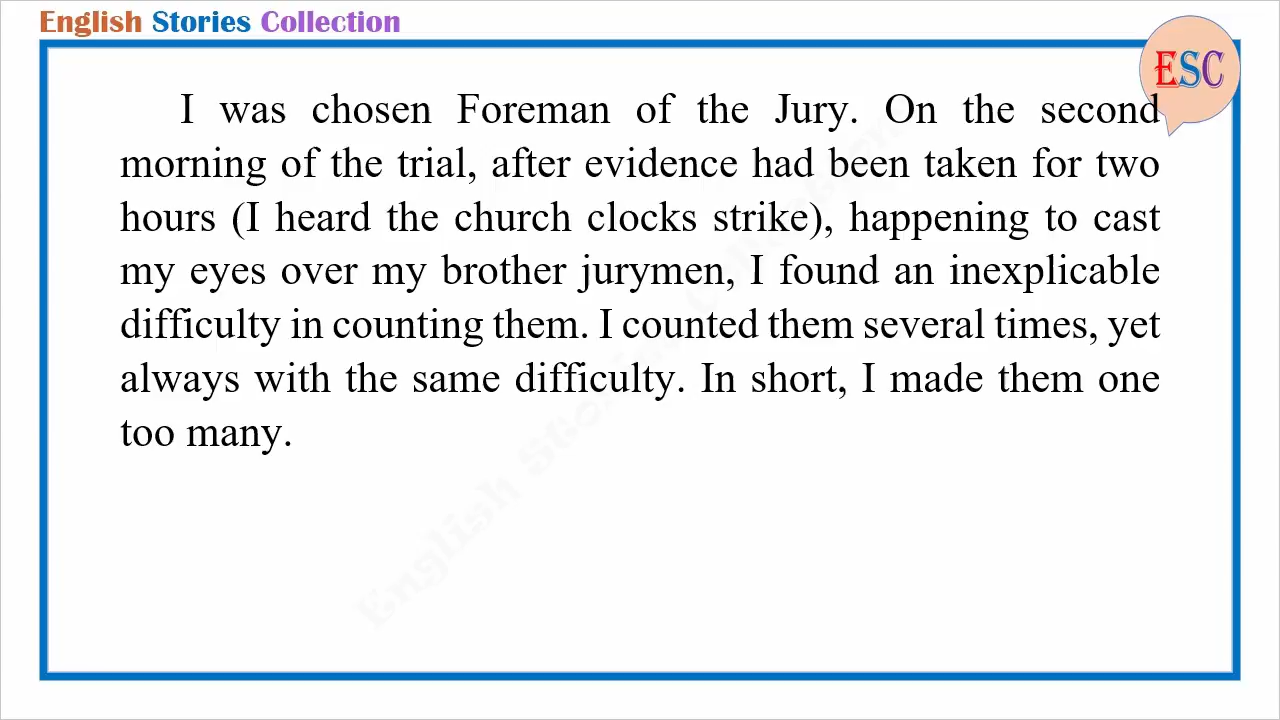 English Stories Collection
ESC
I was chosen Foreman of the Jury. On the second
morning of the trial, after evidence had been taken for two
hours (I heard the church clocks strike), happening to cast
my eyes over my brother jurymen, I found an inexplicable
difficulty in counting them. I counted them several times, yet
always with the same difficulty. In short, I made them one
too many.
English Stories Collection